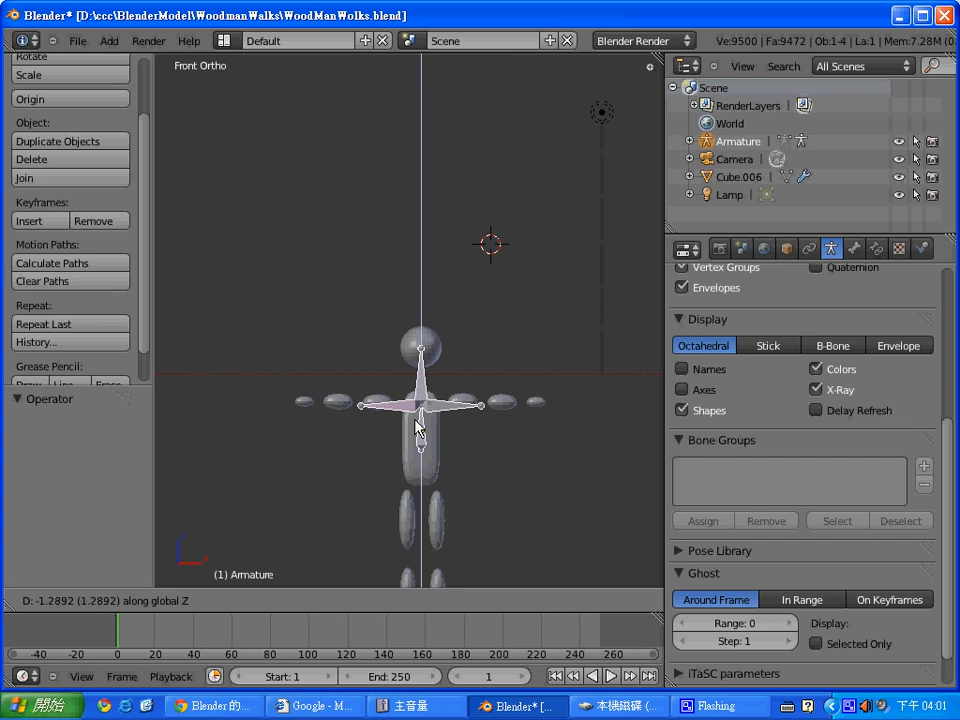 Blender* [D:\ccc\BlenderModel\WoodmanWalks\WoodManWolks.blend]
File Add Render Help Default Scene Blender Render Ve:9500 | Fa:9472 | Ob:1-4 | La:1 | Mem:7.28M (0
Rotate
Scale
Origin
Object:
Duplicate Objects
Delete
Join
Keyframes:
Insert Remove
Motion Paths:
Calculate Paths
Clear Paths
Repeat:
Repeat Last
History...
Grease Pencil:
Draw Line Erase
Operator
Front Ortho
(1) Armature
D: -1.2892 (1.2892) along global Z
View Search All Scenes
Scene
RenderLayers
World
Armature
Camera
Cube.006
Lamp
Vertex Groups Quaternion
Envelopes
Display
Octahedral Stick B-Bone Envelope
Names Colors
Axes X-Ray
Shapes Delay Refresh
Bone Groups
Assign Remove Select Deselect
Pose Library
Ghost
Around Frame In Range On Keyframes
Range: 0 Display:
Step: 1 Selected Only
iTaSC parameters
-40 -20 0 20 40 60 80 100 120 140 160 180 200 220 240 260
View Frame Playback Start: 1 End: 250 1
開始 Blender 的... Google - M... 主音量 Blender* [... 本機磁碟 (... Flashing 下午 04:01